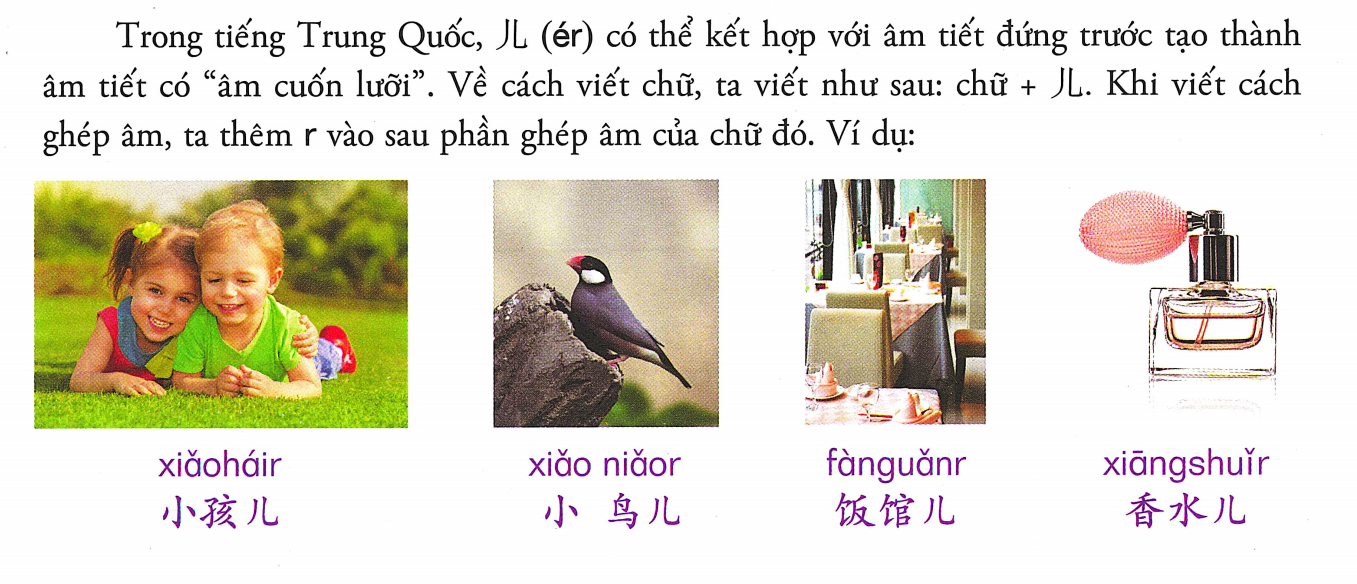 Trong tiếng Trung Quốc, 儿 (ér) có thể kết hợp với âm tiết đứng trước tạo thành
âm tiết có “âm cuốn lưỡi”. Về cách viết chữ, ta viết như sau: chữ + 儿. Khi viết cách
ghép âm, ta thêm r vào sau phần ghép âm của chữ đó. Ví dụ:
xiǎoháir xiǎo niǎor fànguǎnr xiāngshuǐr
小孩儿 小 鸟儿 饭馆儿 香水儿